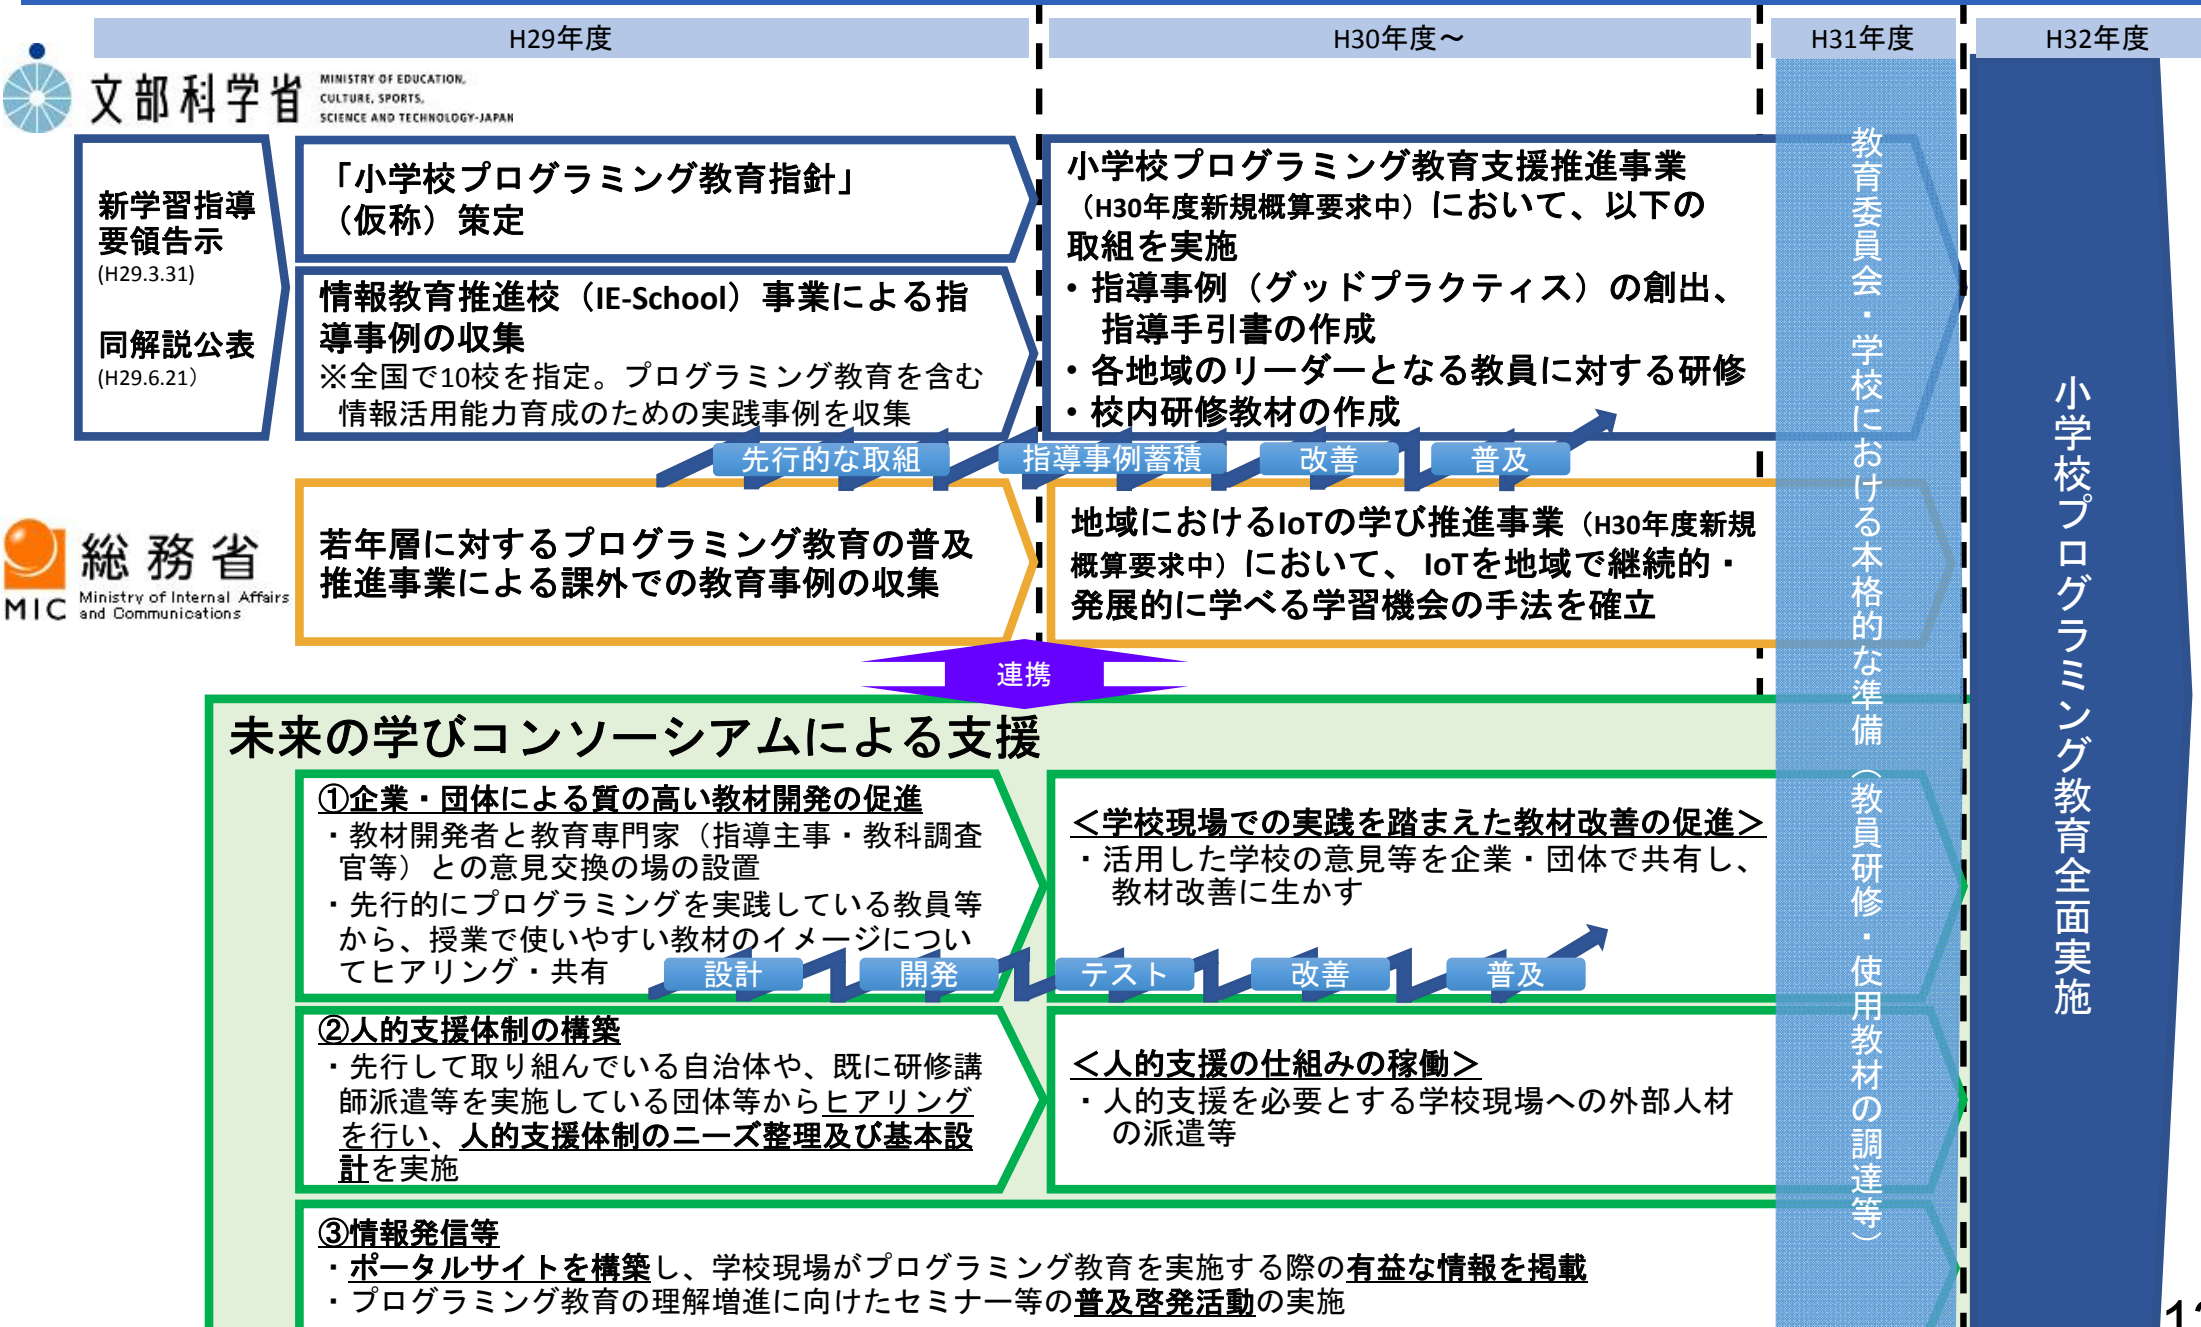 H29年度
H30年度～
H31年度
H32年度
文部科学省
MINISTRY OF EDUCATION,
CULTURE, SPORTS,
SCIENCE AND TECHNOLOGY-JAPAN
新学習指導
要領告示
(H29.3.31)
同解説公表
(H29.6.21）
「小学校プログラミング教育指針」
（仮称）策定
情報教育推進校（IE-School）事業による指
導事例の収集
※全国で10校を指定。プログラミング教育を含む
情報活用能力育成のための実践事例を収集
小学校プログラミング教育支援推進事業
（H30年度新規概算要求中）において、以下の
取組を実施
・指導事例（グッドプラクティス）の創出、
指導手引書の作成
・各地域のリーダーとなる教員に対する研修
・校内研修教材の作成
先行的な取組
指導事例蓄積
改善
普及
総務省
MIC
Ministry of Internal Affairs
and Communications
若年層に対するプログラミング教育の普及
推進事業による課外での教育事例の収集
地域におけるIoTの学び推進事業（H30年度新規
概算要求中）において、IoTを地域で継続的・
発展的に学べる学習機会の手法を確立
連携
未来の学びコンソーシアムによる支援
①企業・団体による質の高い教材開発の促進
・教材開発者と教育専門家（指導主事・教科調査
官等）との意見交換の場の設置
・先行的にプログラミングを実践している教員等
から、授業で使いやすい教材のイメージについ
てヒアリング・共有
＜学校現場での実践を踏まえた教材改善の促進＞
・活用した学校の意見等を企業・団体で共有し、
教材改善に生かす
設計
開発
テスト
改善
普及
②人的支援体制の構築
・先行して取り組んでいる自治体や、既に研修講
師派遣等を実施している団体等からヒアリング
を行い、人的支援体制のニーズ整理及び基本設
計を実施
＜人的支援の仕組みの稼働＞
・人的支援を必要とする学校現場への外部人材
の派遣等
③情報発信等
・ポータルサイトを構築し、学校現場がプログラミング教育を実施する際の有益な情報を掲載
・プログラミング教育の理解増進に向けたセミナー等の普及啓発活動の実施
教育委員会・学校における本格的な準備（教員研修・使用教材の調達等）
小学校プログラミング教育全面実施